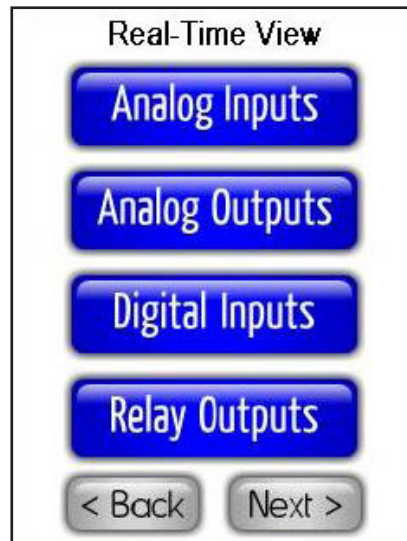 Real-Time View
Analog Inputs
Analog Outputs
Digital Inputs
Relay Outputs
< Back Next >